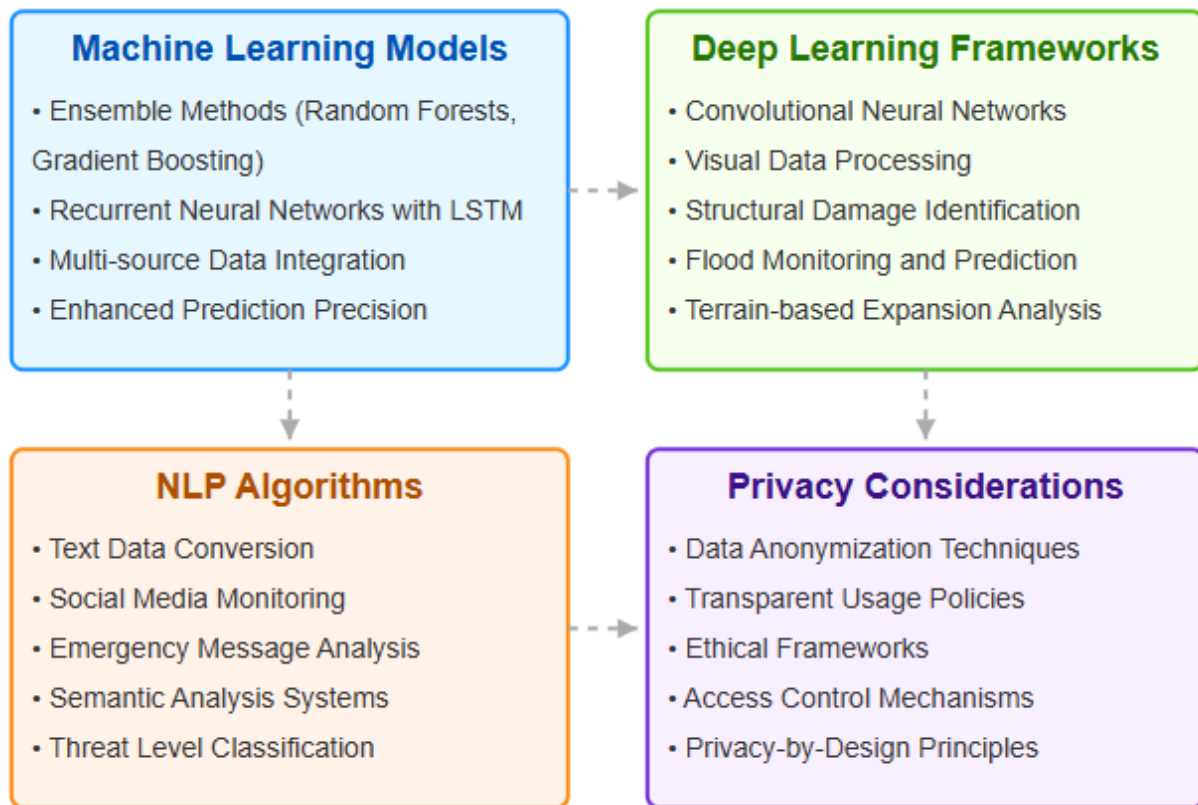 Machine Learning Models
• Ensemble Methods (Random Forests,
Gradient Boosting)
• Recurrent Neural Networks with LSTM
• Multi-source Data Integration
• Enhanced Prediction Precision
Deep Learning Frameworks
• Convolutional Neural Networks
• Visual Data Processing
• Structural Damage Identification
• Flood Monitoring and Prediction
• Terrain-based Expansion Analysis
NLP Algorithms
• Text Data Conversion
• Social Media Monitoring
• Emergency Message Analysis
• Semantic Analysis Systems
• Threat Level Classification
Privacy Considerations
• Data Anonymization Techniques
• Transparent Usage Policies
• Ethical Frameworks
• Access Control Mechanisms
• Privacy-by-Design Principles